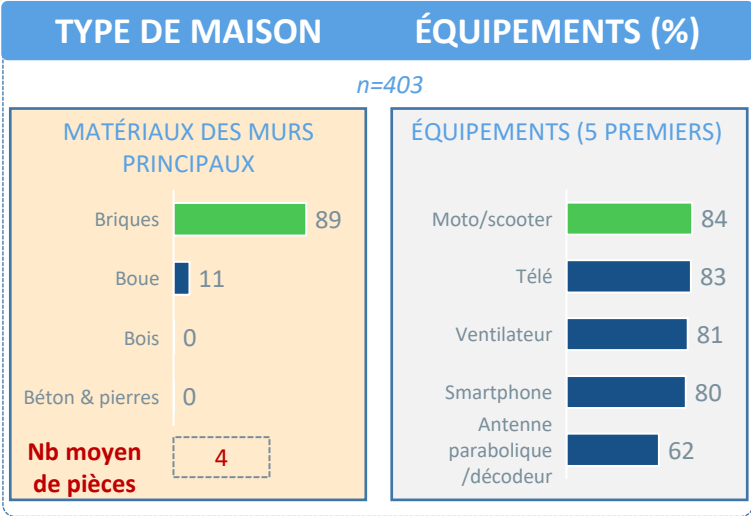 TYPE DE MAISON
ÉQUIPEMENTS (%)
n=403
MATÉRIAUX DES MURS
PRINCIPAUX
Briques 89
Boue 11
Bois 0
Béton & pierres 0
Nb moyen
de pièces
4
ÉQUIPEMENTS (5 PREMIERS)
Moto/scooter 84
Télé 83
Ventilateur 81
Smartphone 80
Antenne
parabolique
/décodeur
62